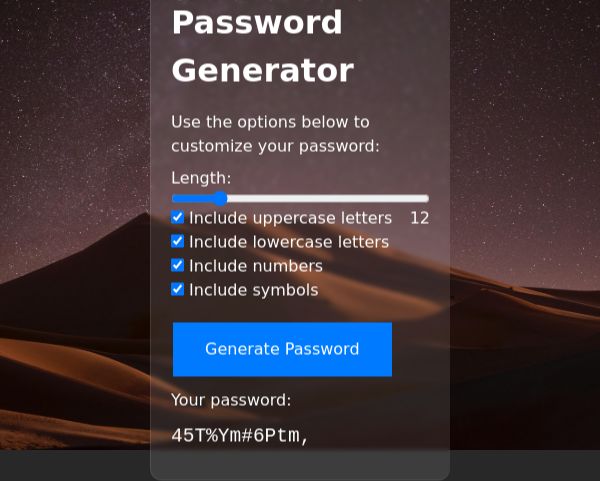 Password
Generator
Use the options below to
customize your password:
Length:
Include uppercase letters 12
Include lowercase letters
Include numbers
Include symbols
Generate Password
Your password:
45T%Ym#6Ptm,